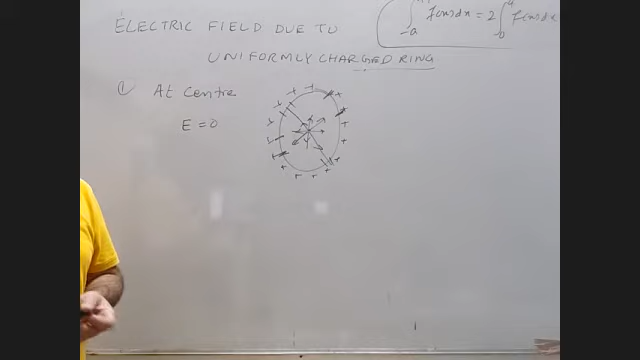 ELECTRIC FIELD DUE TO
UNIFORMLY CHARGED RING
∫ f(x)dx = 2 ∫ f(x)dx
-a 0
① At Centre
E = 0